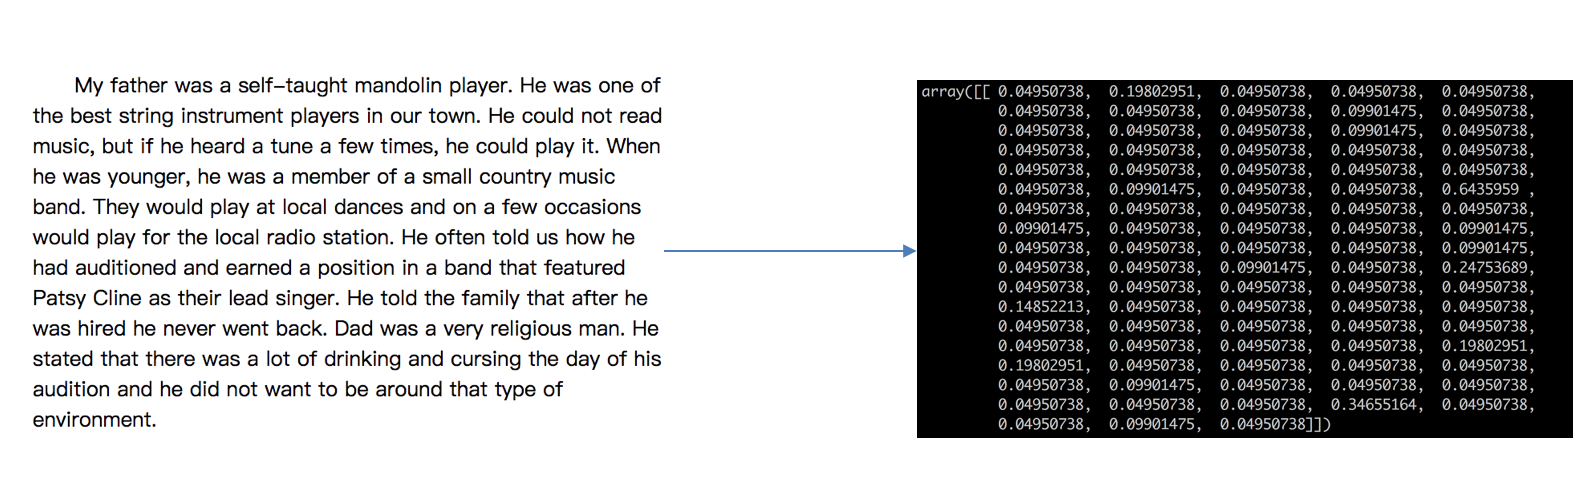 My father was a self-taught mandolin player. He was one of
the best string instrument players in our town. He could not read
music, but if he heard a tune a few times, he could play it. When
he was younger, he was a member of a small country music
band. They would play at local dances and on a few occasions
would play for the local radio station. He often told us how he
had auditioned and earned a position in a band that featured
Patsy Cline as their lead singer. He told the family that after he
was hired he never went back. Dad was a very religious man. He
stated that there was a lot of drinking and cursing the day of his
audition and he did not want to be around that type of
environment.
array([[ 0.04950738, 0.19802951, 0.04950738, 0.04950738, 0.04950738,
0.04950738, 0.04950738, 0.04950738, 0.09901475, 0.04950738,
0.04950738, 0.04950738, 0.04950738, 0.09901475, 0.04950738,
0.04950738, 0.04950738, 0.04950738, 0.04950738, 0.04950738,
0.04950738, 0.04950738, 0.04950738, 0.04950738, 0.04950738,
0.04950738, 0.09901475, 0.04950738, 0.04950738, 0.6435959 ,
0.04950738, 0.04950738, 0.04950738, 0.04950738, 0.04950738,
0.09901475, 0.04950738, 0.04950738, 0.04950738, 0.09901475,
0.04950738, 0.04950738, 0.04950738, 0.04950738, 0.09901475,
0.04950738, 0.04950738, 0.09901475, 0.04950738, 0.24753689,
0.04950738, 0.04950738, 0.04950738, 0.04950738, 0.04950738,
0.14852213, 0.04950738, 0.04950738, 0.04950738, 0.04950738,
0.04950738, 0.04950738, 0.04950738, 0.04950738, 0.04950738,
0.04950738, 0.04950738, 0.04950738, 0.04950738, 0.19802951,
0.19802951, 0.04950738, 0.04950738, 0.04950738, 0.04950738,
0.04950738, 0.09901475, 0.04950738, 0.04950738, 0.04950738,
0.04950738, 0.04950738, 0.04950738, 0.34655164, 0.04950738,
0.04950738, 0.09901475, 0.04950738]])